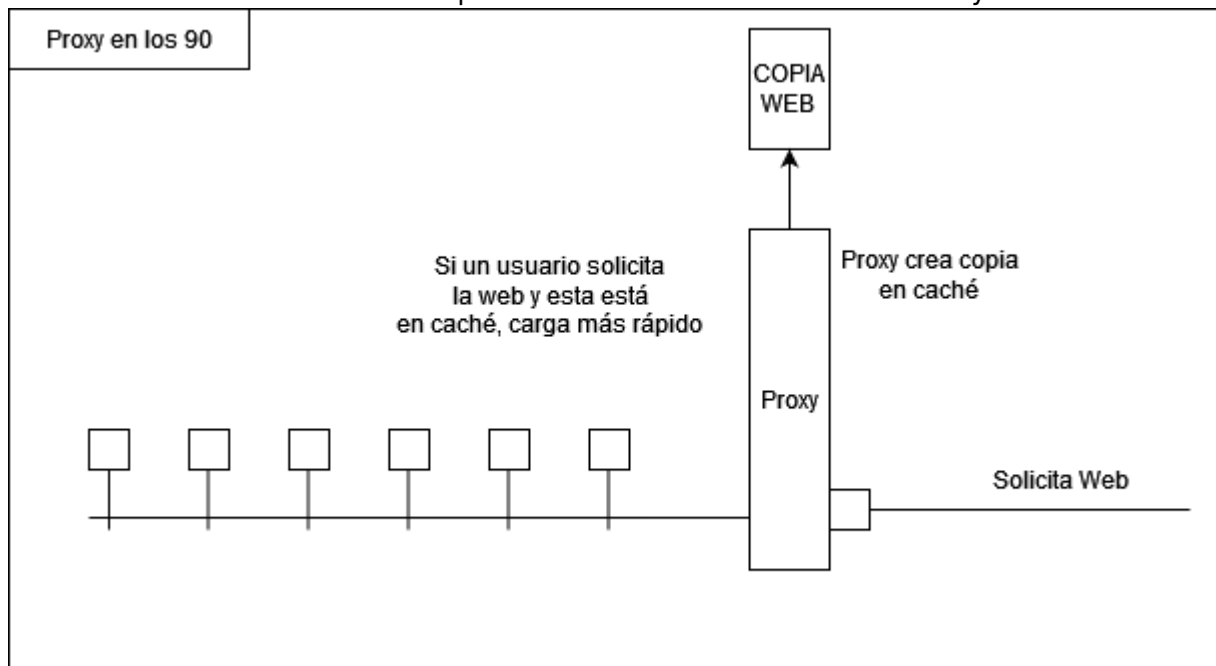 Proxy en los 90
COPIA
WEB
Si un usuario solicita
la web y esta está
en caché, carga más rápido
Proxy crea copia
en caché
Proxy
Solicita Web